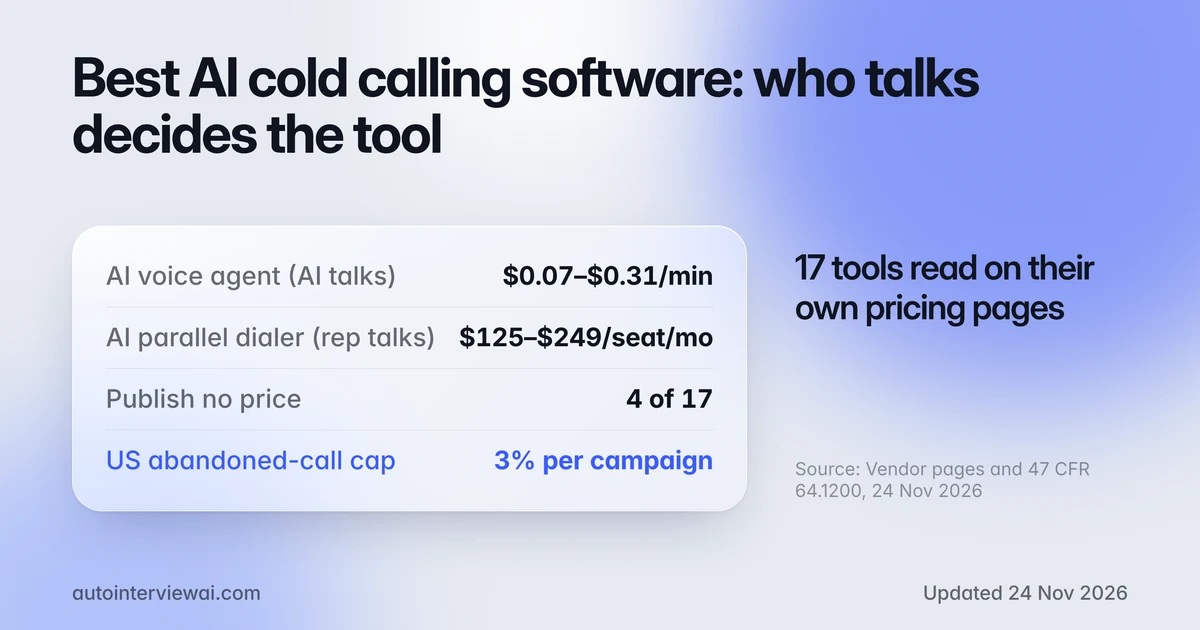 Best AI cold calling software: who talks
decides the tool
AI voice agent (AI talks) $0.07–$0.31/min
AI parallel dialer (rep talks) $125–$249/seat/mo
Publish no price 4 of 17
US abandoned-call cap 3% per campaign
17 tools read on their
own pricing pages
Source: Vendor pages and 47 CFR
64.1200, 24 Nov 2026
autointerviewai.com
Updated 24 Nov 2026